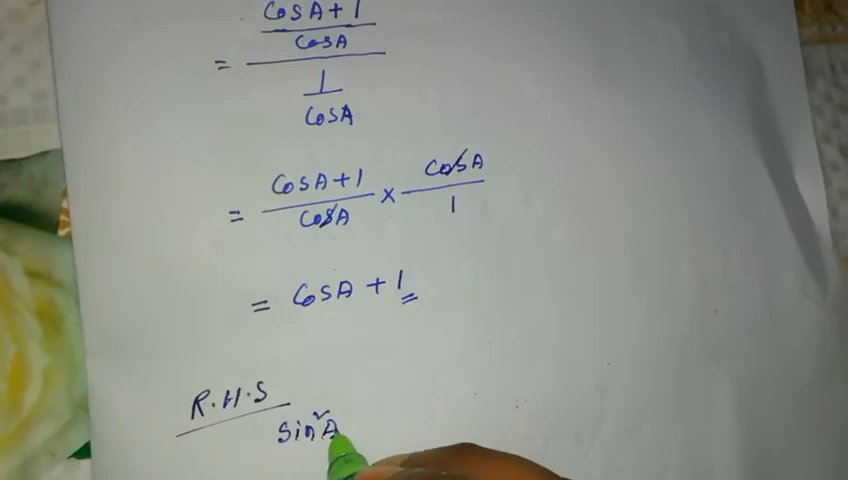 = (cosA+1 / cosA) / (1 / cosA)
= cosA+1 / cosA × cosA / 1
= cosA + 1
R.H.S
sin²A